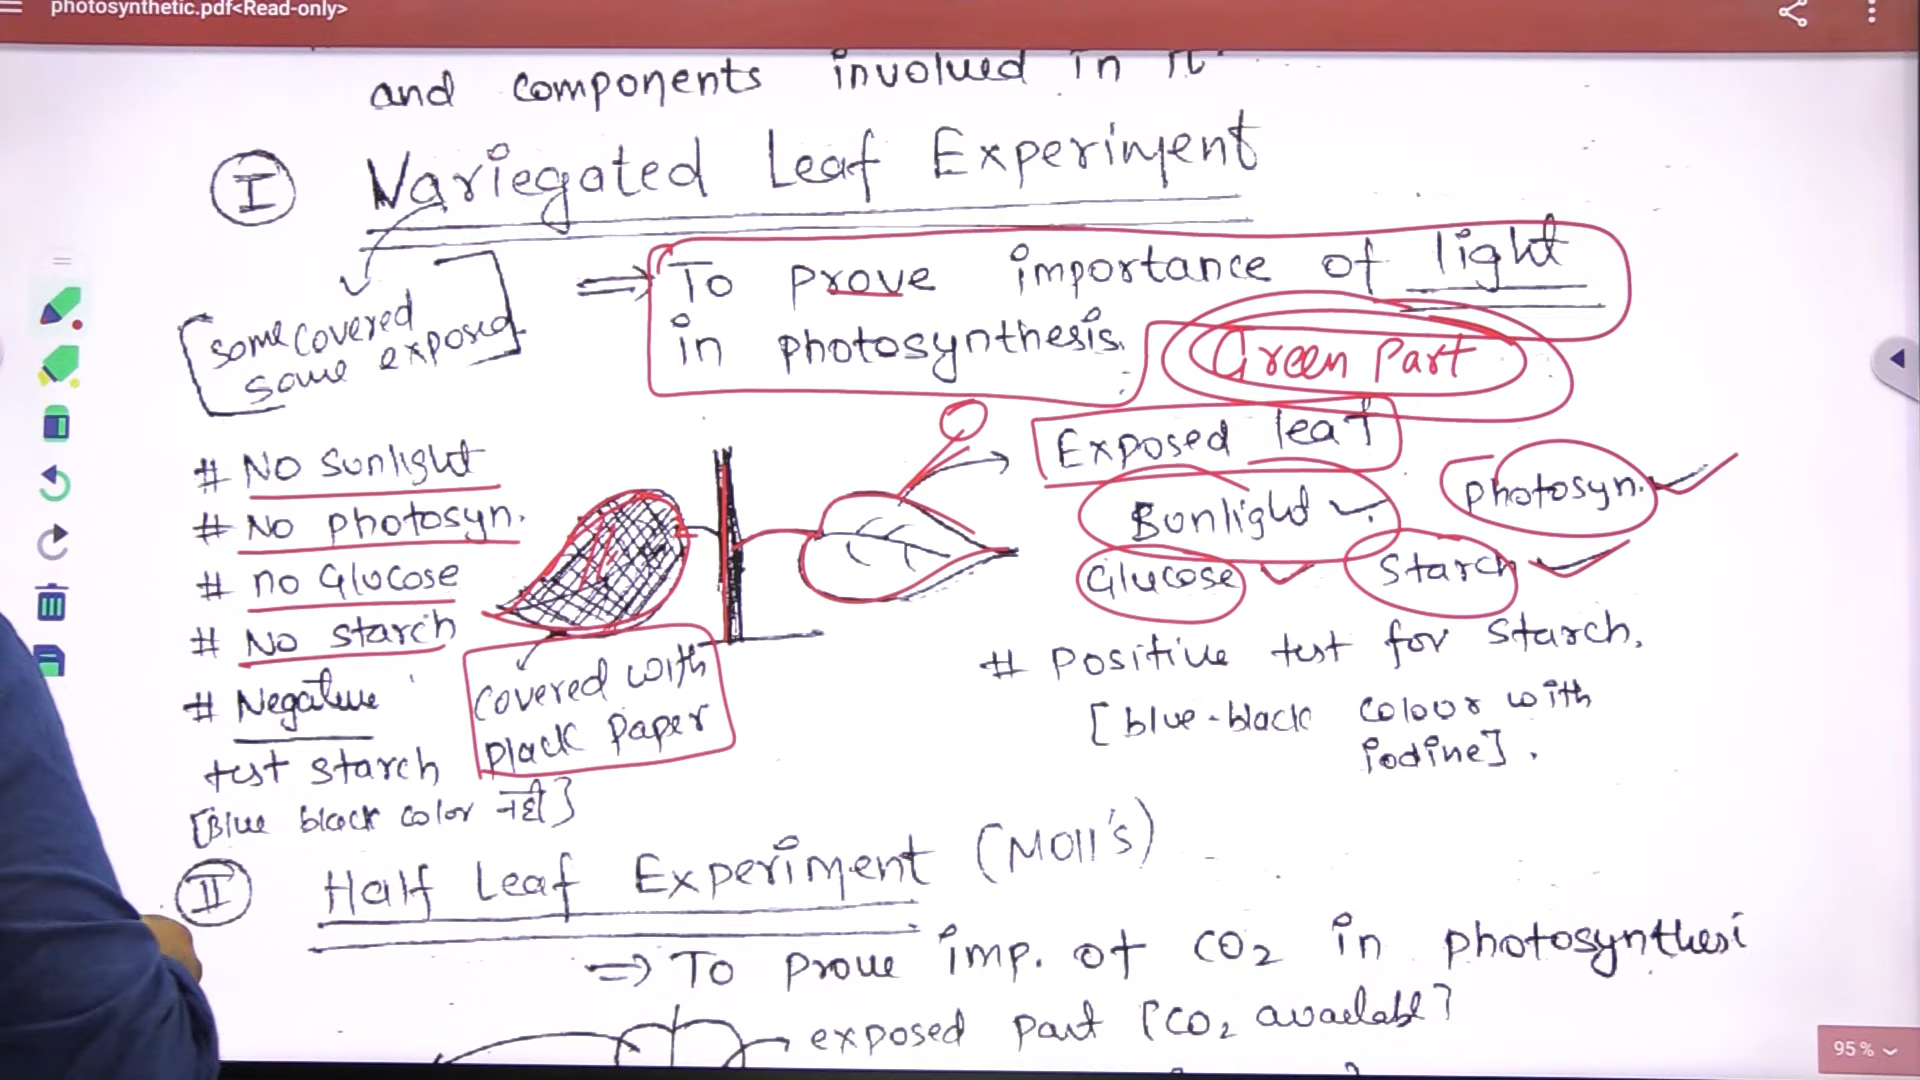 photosynthetic.pdf<Read-only>
and components involved in it
I Variegated Leaf Experiment
[some covered
some exposed]
⇒ To prove importance of light
in photosynthesis.
Green Part
# No sunlight
# No photosyn.
# no Glucose
# No starch
# Negative
test starch
[Blue black color नही]
covered with
plack paper
Exposed leaf
Sunlight ✓
photosyn. ✓
Glucose ✓
Starch ✓
# positive test for starch.
[blue-black colour with
iodine].
II Half Leaf Experiment (Moll's)
⇒ To prove imp. of CO2 in photosynthesi
exposed part [CO2 available]
95%